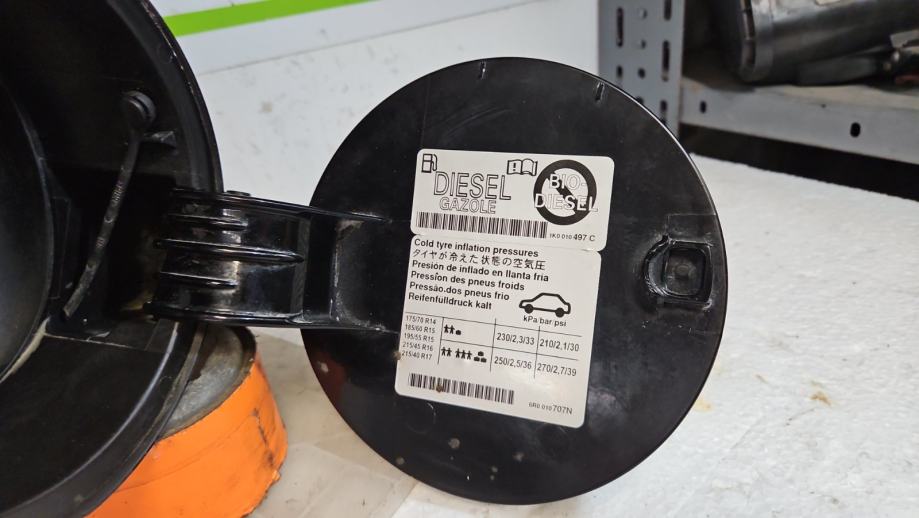 DIESEL
GAZOLE
BIO-
DIESEL
1K0 010 497 C
Cold tyre inflation pressures
タイヤが冷えた状態の空気圧
Presión de inflado en llanta fria
Pression des pneus froids
Pressão.dos pneus frio
Reifenfülldruck kalt
kPa/bar/psi
175/70 R14
185/60 R15
195/55 R15
215/45 R16
215/40 R17
230/2,3/33 210/2,1/30
250/2,5/36 270/2,7/39
6R0 010 707N